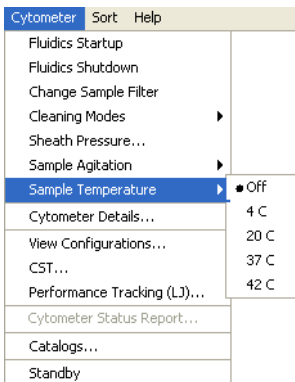 Cytometer Sort Help
Fluidics Startup
Fluidics Shutdown
Change Sample Filter
Cleaning Modes
Sheath Pressure...
Sample Agitation
Sample Temperature
Off
4 C
20 C
37 C
42 C
Cytometer Details...
View Configurations...
CST...
Performance Tracking (LJ)...
Cytometer Status Report...
Catalogs...
Standby